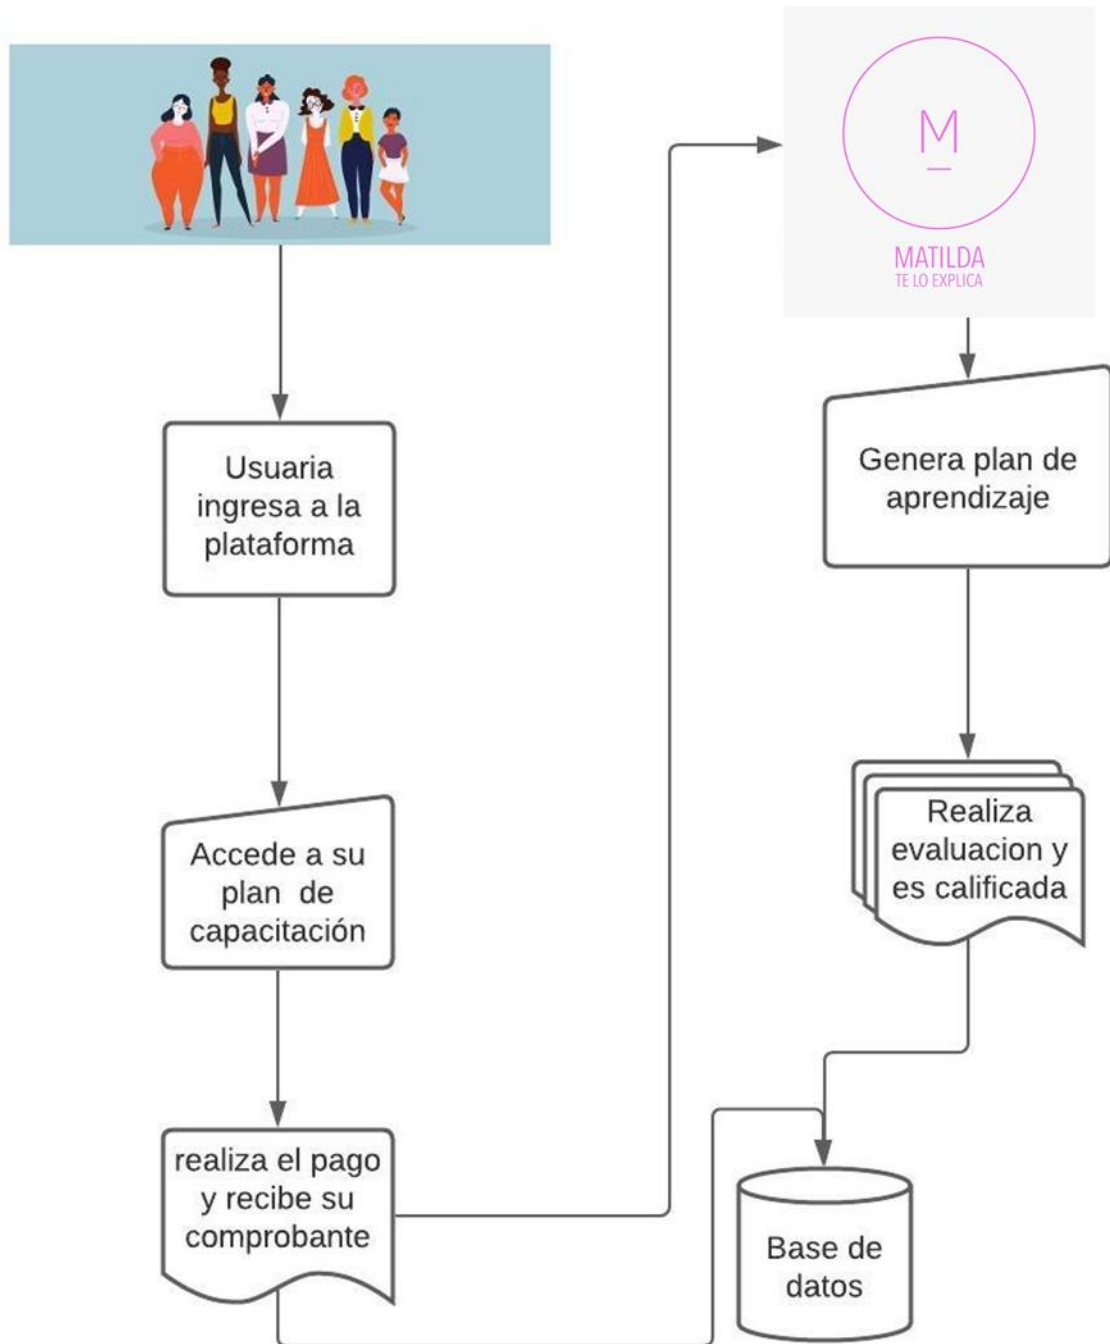 M
MATILDA
TE LO EXPLICA
Usuaria
ingresa a la
plataforma
Accede a su
plan de
capacitación
realiza el pago
y recibe su
comprobante
Genera plan de
aprendizaje
Realiza
evaluacion y
es calificada
Base de
datos